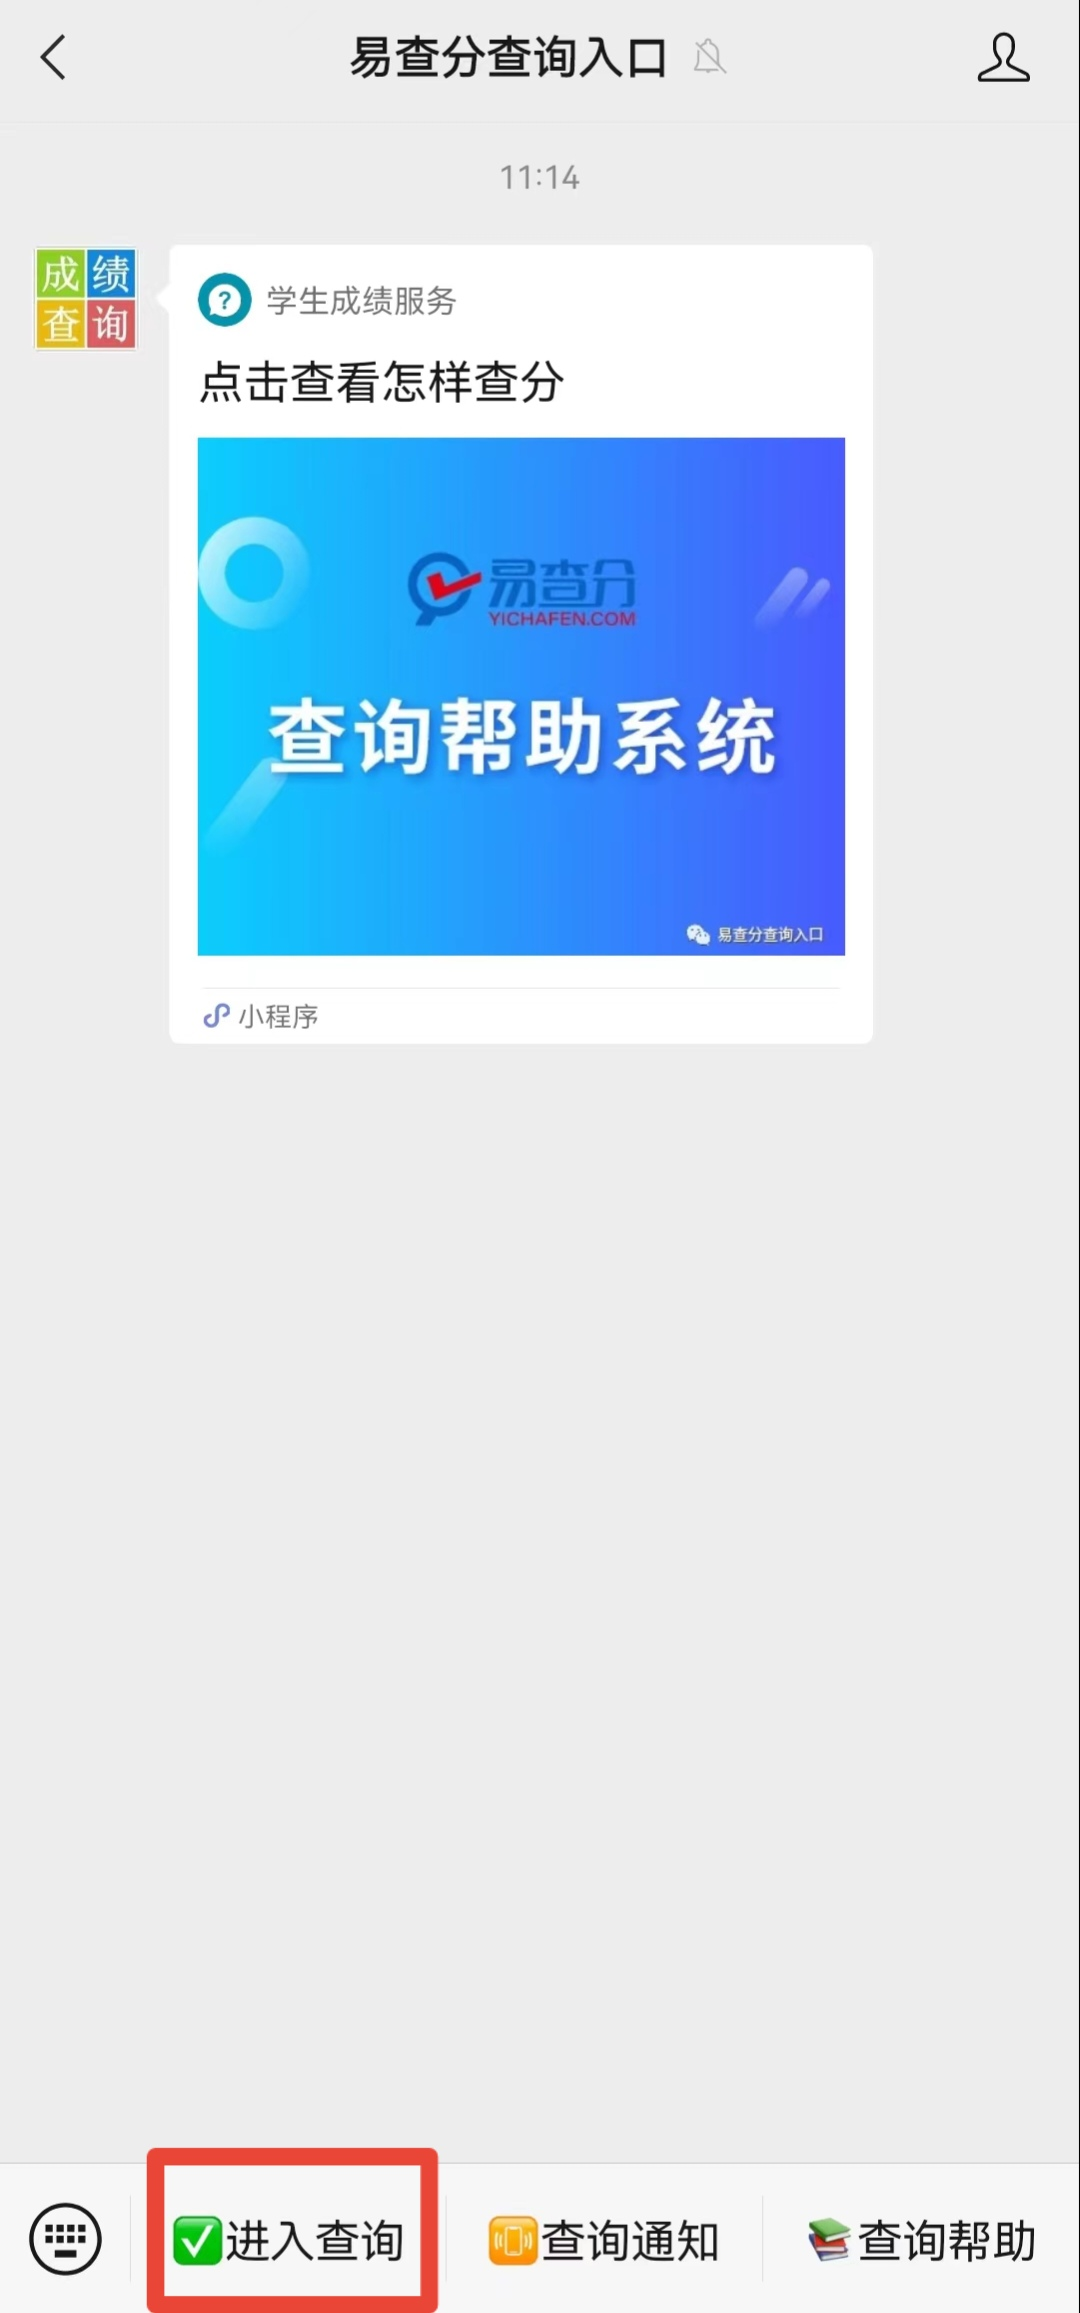 易查分查询入口
11:14
成绩
查询
学生成绩服务
点击查看怎样查分
易查分
YICHAFEN.COM
查询帮助系统
易查分查询入口
小程序
进入查询
查询通知
查询帮助